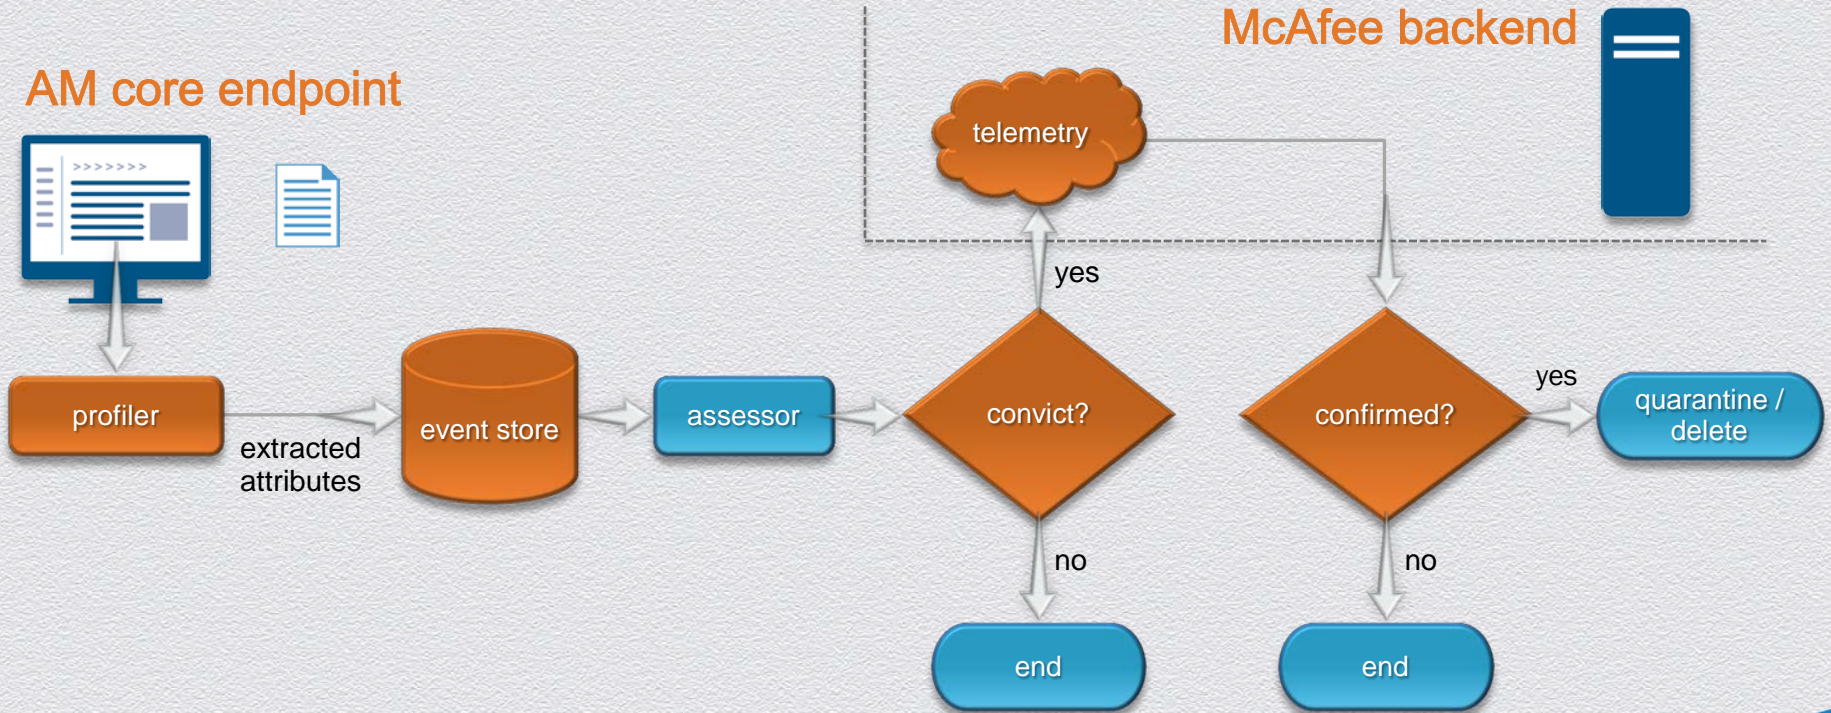 McAfee backend
AM core endpoint
>>>>>>>
telemetry
yes
profiler
extracted
attributes
event store
assessor
convict?
confirmed?
yes
quarantine /
delete
no
no
end
end